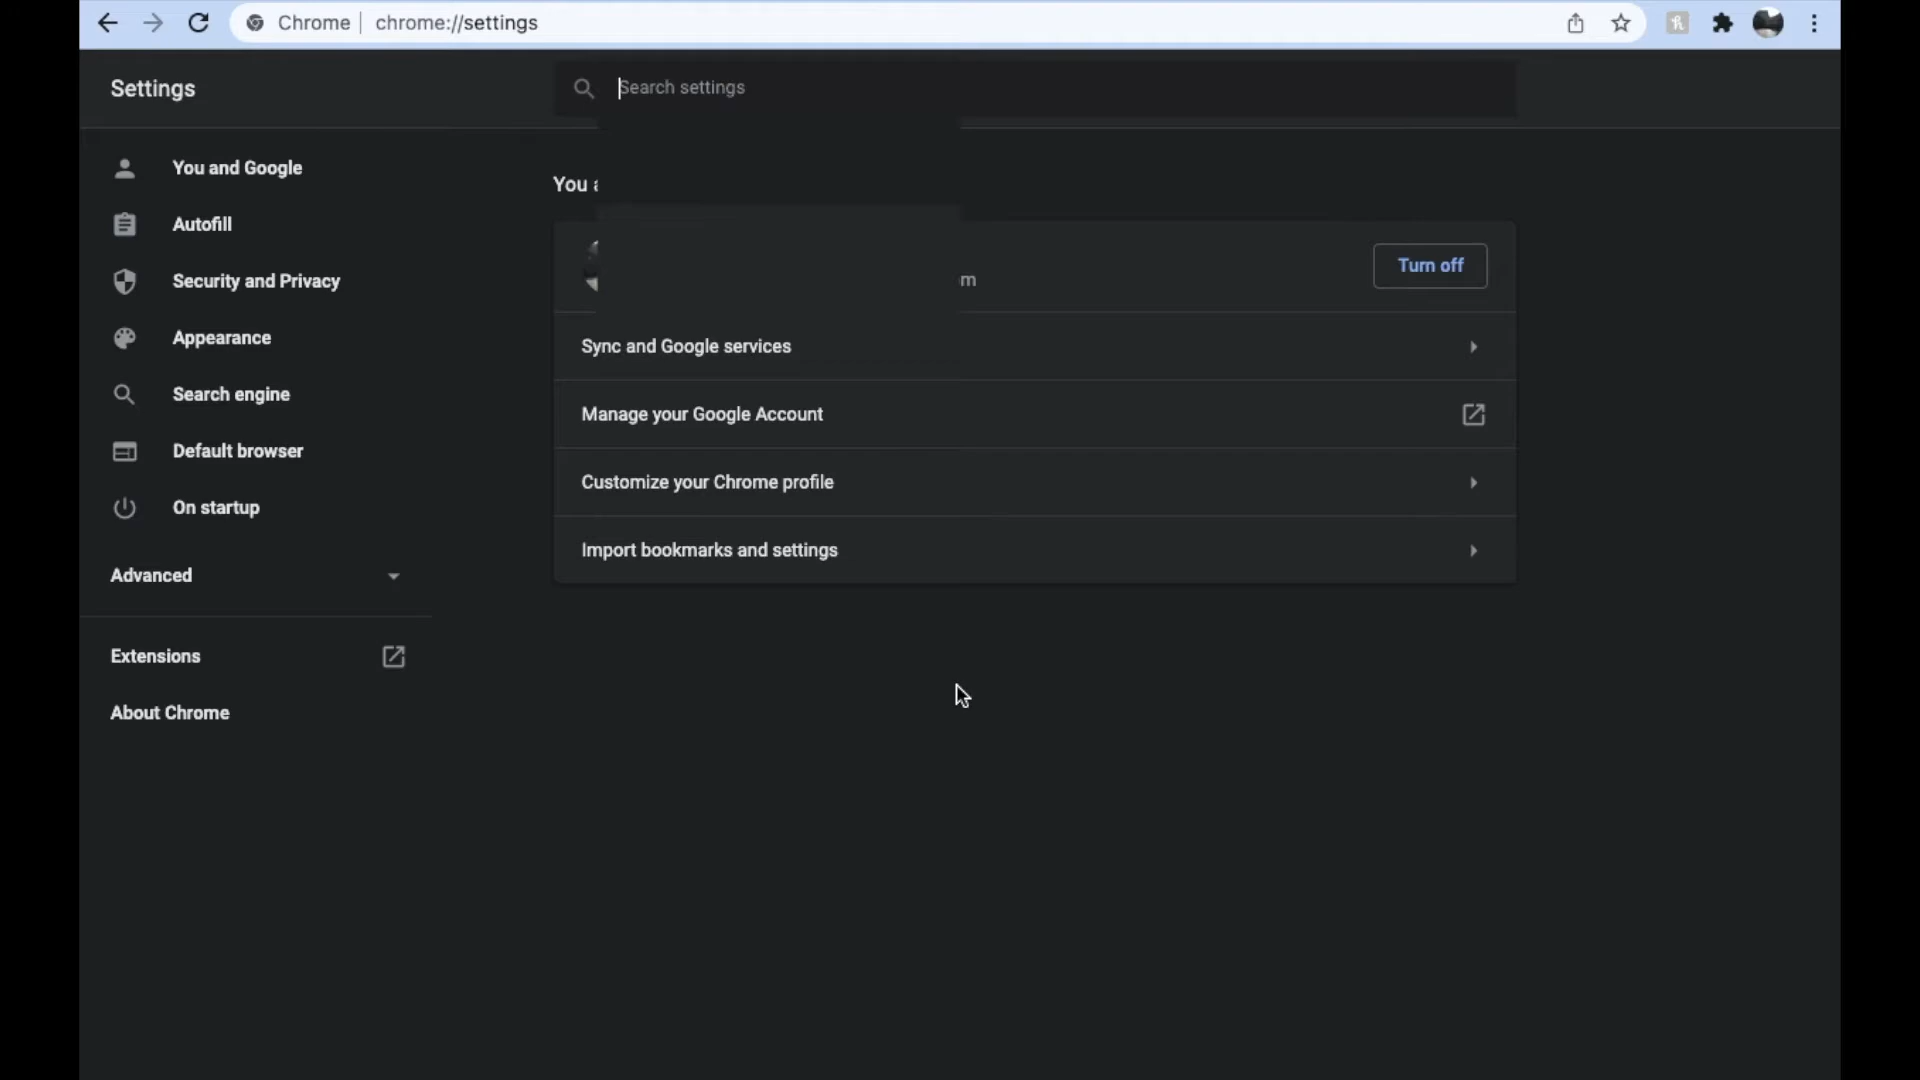 Chrome
chrome://settings
Settings
Search settings
You and Google
Autofill
Security and Privacy
Appearance
Search engine
Default browser
On startup
Advanced
Extensions
About Chrome
You
m
Turn off
Sync and Google services
Manage your Google Account
Customize your Chrome profile
Import bookmarks and settings